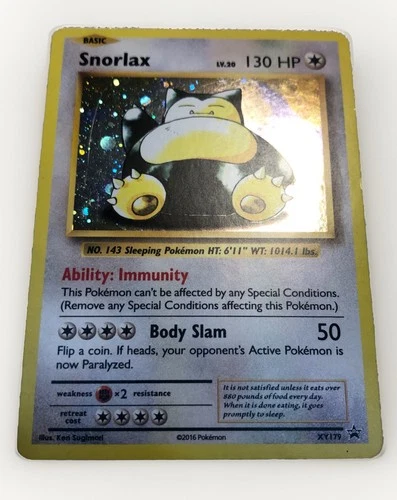 BASIC
Snorlax LV.20 130 HP
NO. 143 Sleeping Pokémon HT: 6'11" WT: 1014.1 lbs.
Ability: Immunity
This Pokémon can't be affected by any Special Conditions.
(Remove any Special Conditions affecting this Pokémon.)
Body Slam 50
Flip a coin. If heads, your opponent's Active Pokémon is
now Paralyzed.
weakness ×2 resistance
retreat
cost
It is not satisfied unless it eats over
880 pounds of food every day.
When it is done eating, it goes
promptly to sleep.
Illus. Ken Sugimori ©2016 Pokémon XY179